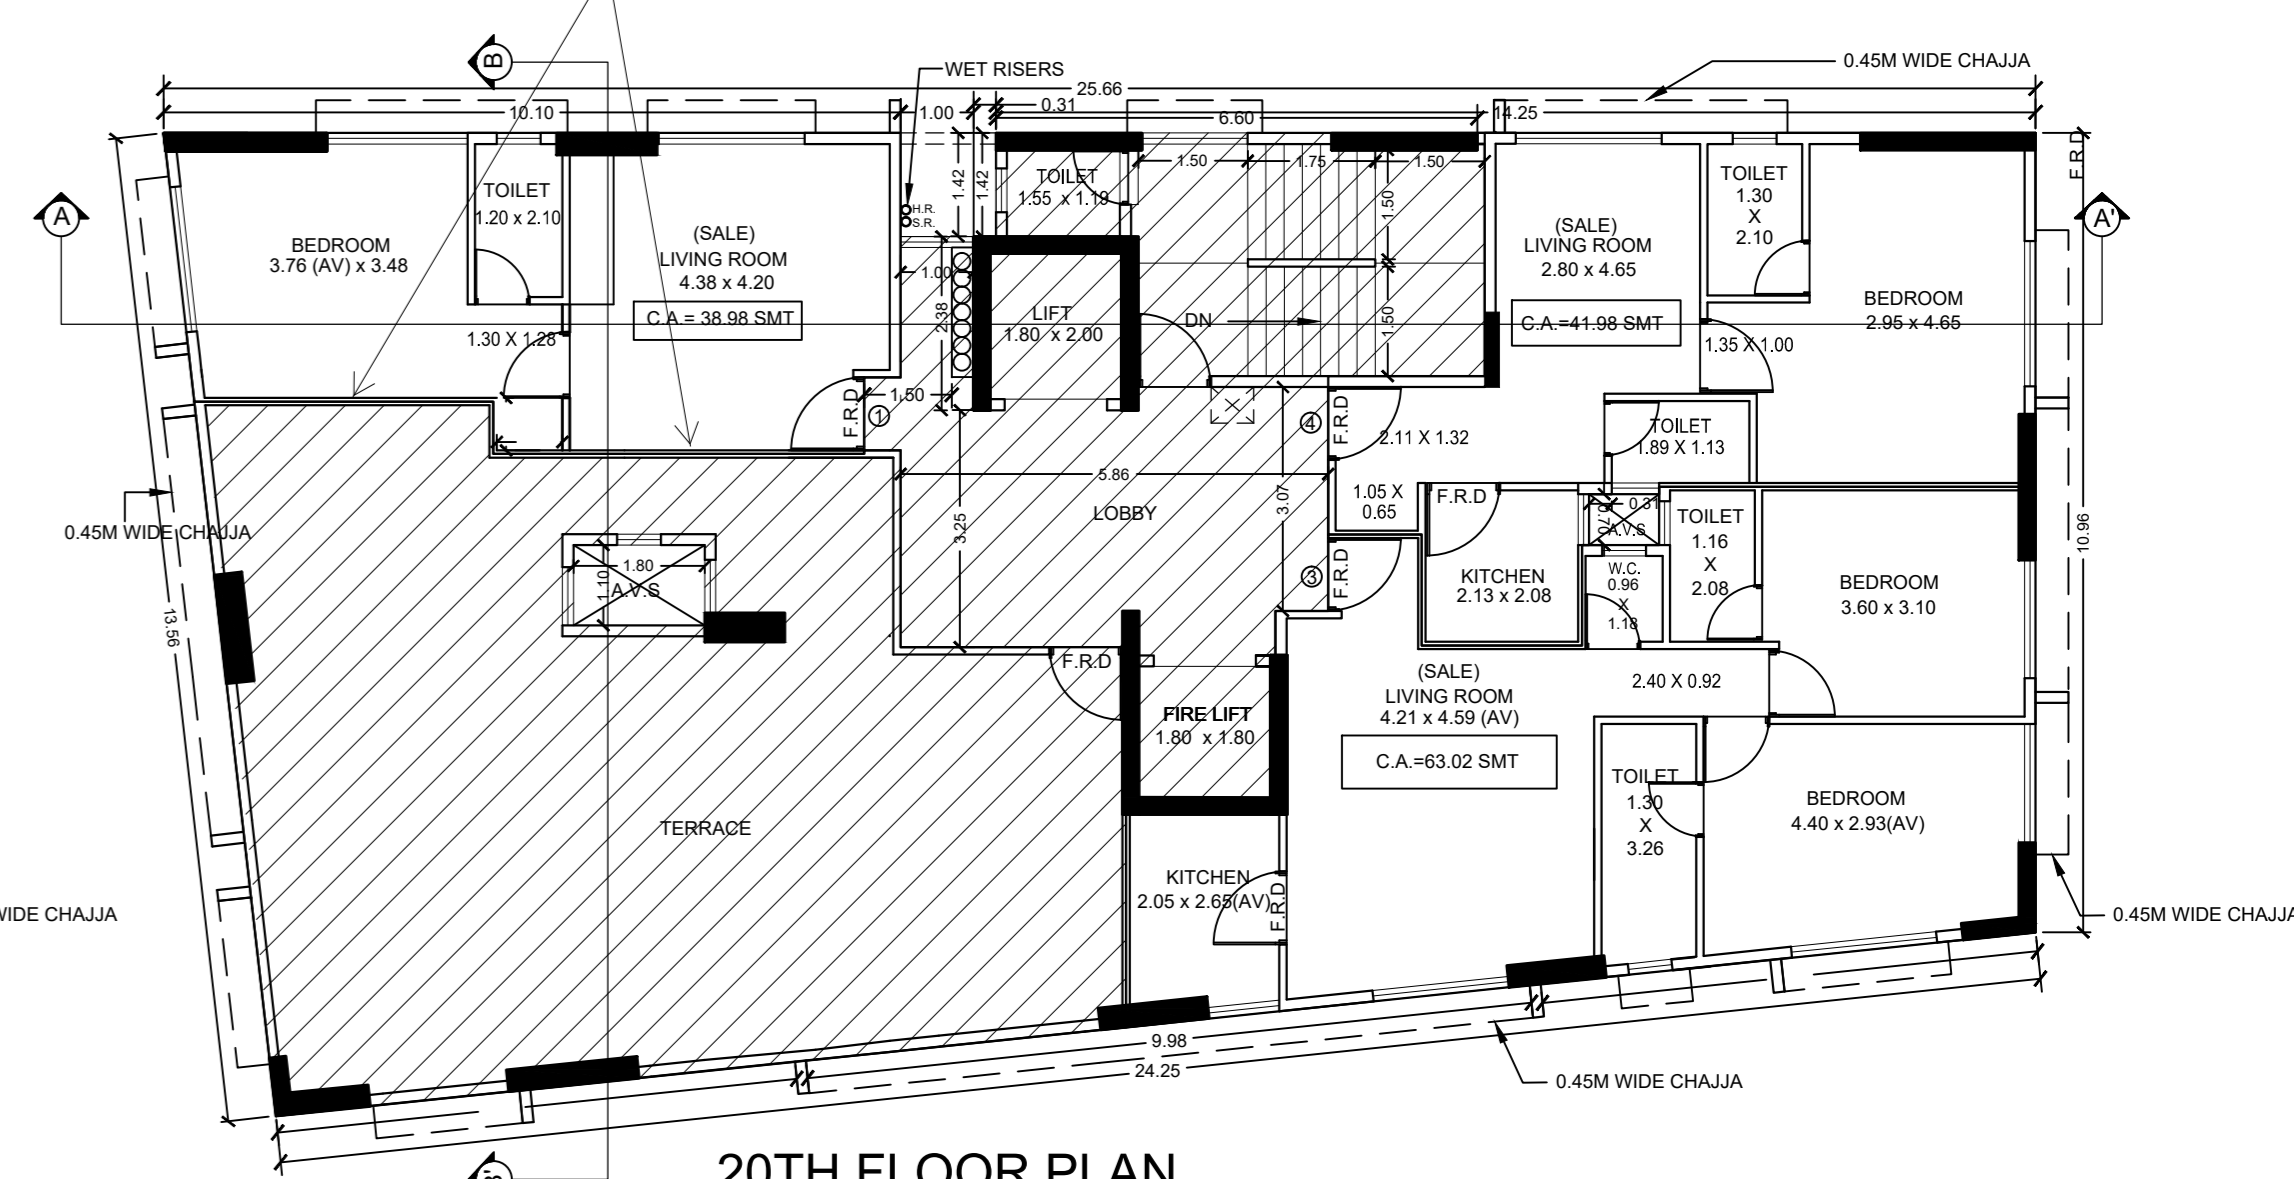 B
WET RISERS
0.45M WIDE CHAJJA
25.66
0.31
10.10
1.00
6.60
14.25
F.R.D
1.50
1.75
1.50
1.42
1.42
TOILET
1.20 x 2.10
TOILET
1.55 x 1.19
TOILET
1.30
X
2.10
1.50
A
H.R.
S.R.
A'
(SALE)
LIVING ROOM
4.38 x 4.20
C.A.= 38.98 SMT
BEDROOM
3.76 (AV) x 3.48
(SALE)
LIVING ROOM
2.80 x 4.65
C.A.=41.98 SMT
1.00
2.38
LIFT
1.80 x 2.00
DN
1.50
BEDROOM
2.95 x 4.65
1.30 X 1.28
1.35 X 1.00
1.50
F.R.D
1
X
4
F.R.D
2.11 X 1.32
TOILET
1.89 X 1.13
5.86
3.07
3.25
LOBBY
1.05 X
0.65
F.R.D
0.31
0.70
A.V.S
TOILET
1.16
X
2.08
0.45M WIDE CHAJJA
10.96
1.80
1.10
A.V.S
3
F.R.D
KITCHEN
2.13 x 2.08
W.C.
0.96
X
1.18
BEDROOM
3.60 x 3.10
13.56
F.R.D
(SALE)
LIVING ROOM
4.21 x 4.59 (AV)
C.A.=63.02 SMT
2.40 X 0.92
FIRE LIFT
1.80 x 1.80
TOILET
1.30
X
3.26
BEDROOM
4.40 x 2.93(AV)
TERRACE
KITCHEN
2.05 x 2.65(AV)
F.R.D
WIDE CHAJJA
0.45M WIDE CHAJJA
9.98
24.25
0.45M WIDE CHAJJA
B'
20TH FLOOR PLAN